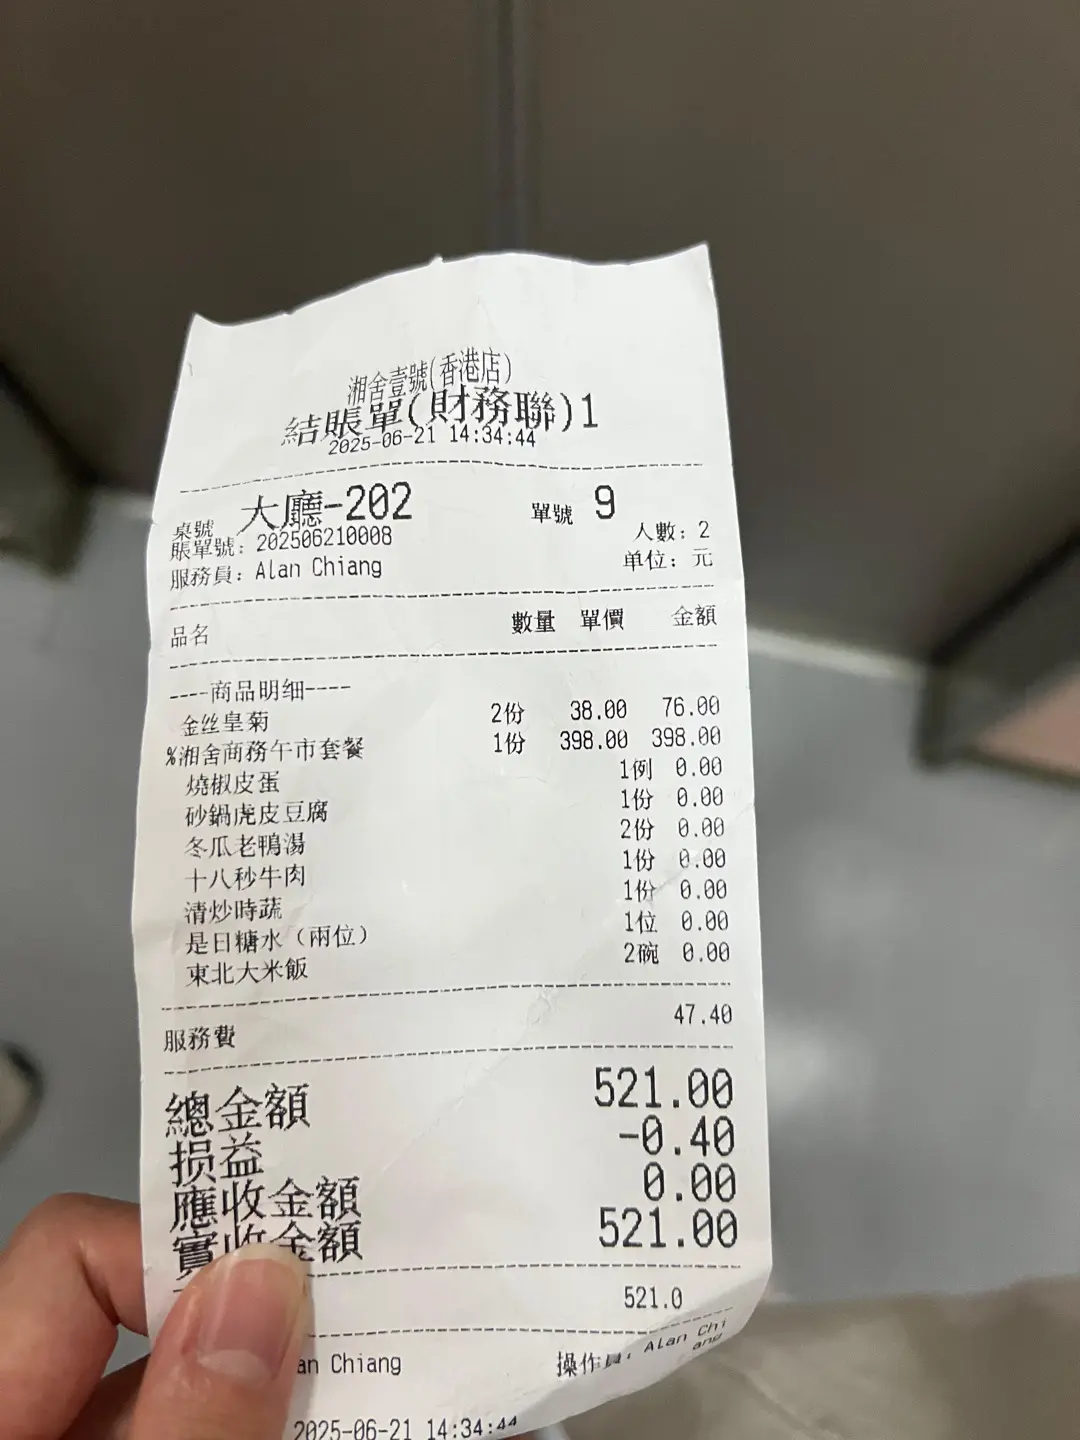 湘舍壹號(香港店)
結賬單(財務聯)1
2025-06-21 14:34:44
桌號 大廳-202 單號 9
賬單號: 202506210008 人數: 2
服務員: Alan Chiang 单位: 元
品名 數量 單價 金額
----商品明细----
金丝皇菊 2份 38.00 76.00
%湘舍商務午市套餐 1份 398.00 398.00
燒椒皮蛋 1例 0.00
砂鍋虎皮豆腐 1份 0.00
冬瓜老鴨湯 2份 0.00
十八秒牛肉 1份 0.00
清炒時蔬 1份 0.00
是日糖水（兩位） 1位 0.00
東北大米飯 2碗 0.00
服務費 47.40
總金額 521.00
损益 -0.40
應收金額 0.00
實收金額 521.00
521.0
an Chiang 操作員: Alan Chi
ang
2025-06-21 14:34:44